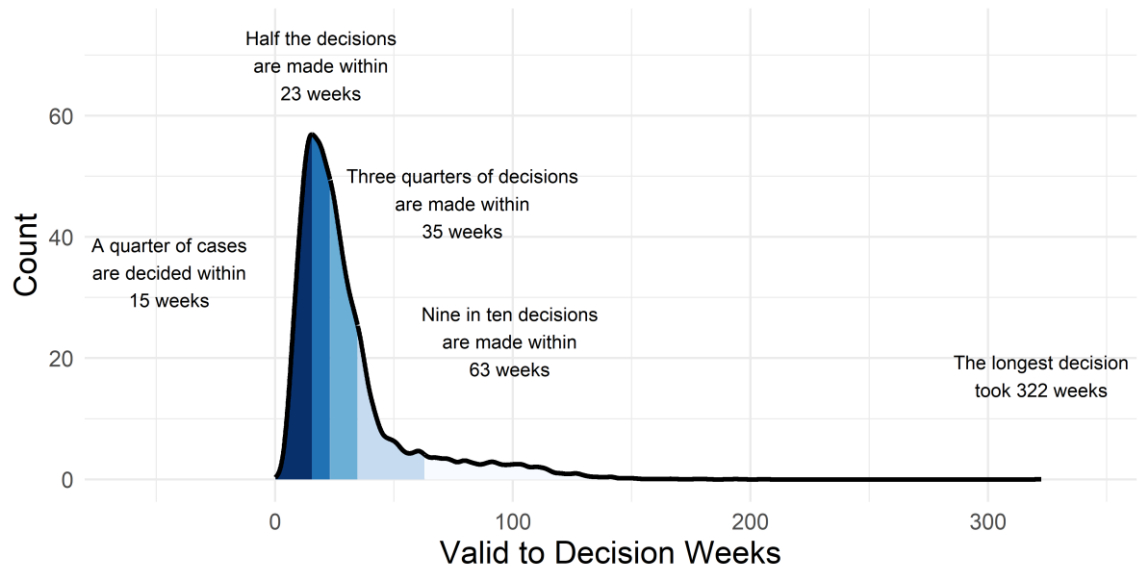 Half the decisions
are made within
23 weeks
60
Three quarters of decisions
are made within
35 weeks
40
A quarter of cases
are decided within
15 weeks
Count
Nine in ten decisions
are made within
63 weeks
20
The longest decision
took 322 weeks
0
0
100
200
300
Valid to Decision Weeks